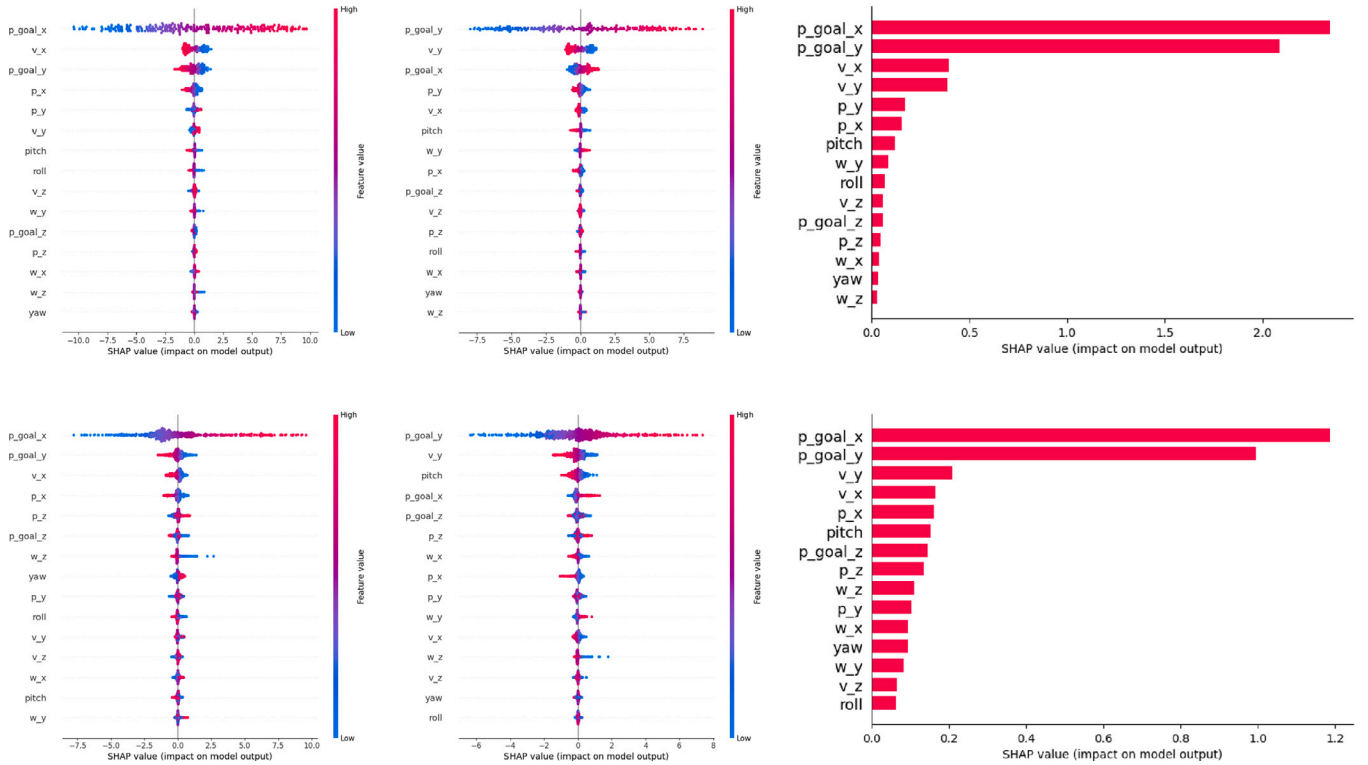 High
p_goal_x
v_x
p_goal_y
p_x
p_y
v_y
pitch
roll
v_z
w_y
p_goal_z
p_z
w_x
w_z
yaw
Feature value
Low
−10.0 −7.5 −5.0 −2.5 0.0 2.5 5.0 7.5 10.0
SHAP value (impact on model output)
High
p_goal_y
v_y
p_goal_x
p_y
v_x
pitch
w_y
p_x
p_goal_z
v_z
p_z
roll
w_x
yaw
w_z
Feature value
Low
−7.5 −5.0 −2.5 0.0 2.5 5.0 7.5
SHAP value (impact on model output)
p_goal_x
p_goal_y
v_x
v_y
p_y
p_x
pitch
w_y
roll
v_z
p_goal_z
p_z
w_x
yaw
w_z
0.0 0.5 1.0 1.5 2.0
SHAP value (impact on model output)
High
p_goal_x
p_goal_y
v_x
p_x
p_z
p_goal_z
w_z
yaw
p_y
roll
v_y
v_z
w_x
pitch
w_y
Feature value
Low
−7.5 −5.0 −2.5 0.0 2.5 5.0 7.5 10.0
SHAP value (impact on model output)
High
p_goal_y
v_y
pitch
p_goal_x
p_goal_z
p_z
w_x
p_x
p_y
w_y
v_x
w_z
v_z
yaw
roll
Feature value
Low
−6 −4 −2 0 2 4 6 8
SHAP value (impact on model output)
p_goal_x
p_goal_y
v_y
v_x
p_x
pitch
p_goal_z
p_z
w_z
p_y
w_x
yaw
w_y
v_z
roll
0.0 0.2 0.4 0.6 0.8 1.0 1.2
SHAP value (impact on model output)